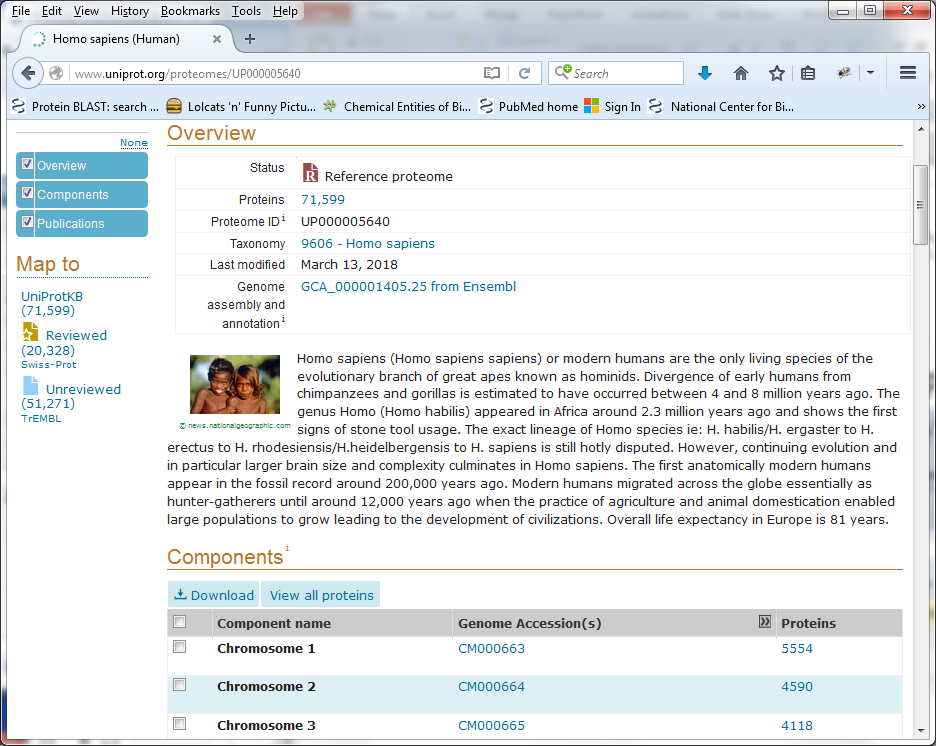 File Edit View History Bookmarks Tools Help
Homo sapiens (Human)
www.uniprot.org/proteomes/UP000005640
Search
Protein BLAST: search ... Lolcats 'n' Funny Pictu... Chemical Entities of Bi... PubMed home Sign In National Center for Bi...
None
Overview
Components
Publications
Map to
UniProtKB
(71,599)
Reviewed
(20,328)
Swiss-Prot
Unreviewed
(51,271)
TrEMBL
Overview
Status R Reference proteome
Proteins 71,599
Proteome ID i UP000005640
Taxonomy 9606 - Homo sapiens
Last modified March 13, 2018
Genome GCA_000001405.25 from Ensembl
assembly and
annotation i
© news.nationalgeographic.com
Homo sapiens (Homo sapiens sapiens) or modern humans are the only living species of the
evolutionary branch of great apes known as hominids. Divergence of early humans from
chimpanzees and gorillas is estimated to have occurred between 4 and 8 million years ago. The
genus Homo (Homo habilis) appeared in Africa around 2.3 million years ago and shows the first
signs of stone tool usage. The exact lineage of Homo species ie: H. habilis/H. ergaster to H.
erectus to H. rhodesiensis/H.heidelbergensis to H. sapiens is still hotly disputed. However, continuing evolution and
in particular larger brain size and complexity culminates in Homo sapiens. The first anatomically modern humans
appear in the fossil record around 200,000 years ago. Modern humans migrated across the globe essentially as
hunter-gatherers until around 12,000 years ago when the practice of agriculture and animal domestication enabled
large populations to grow leading to the development of civilizations. Overall life expectancy in Europe is 81 years.
Components i
Download View all proteins
Component name Genome Accession(s) Proteins
Chromosome 1 CM000663 5554
Chromosome 2 CM000664 4590
Chromosome 3 CM000665 4118